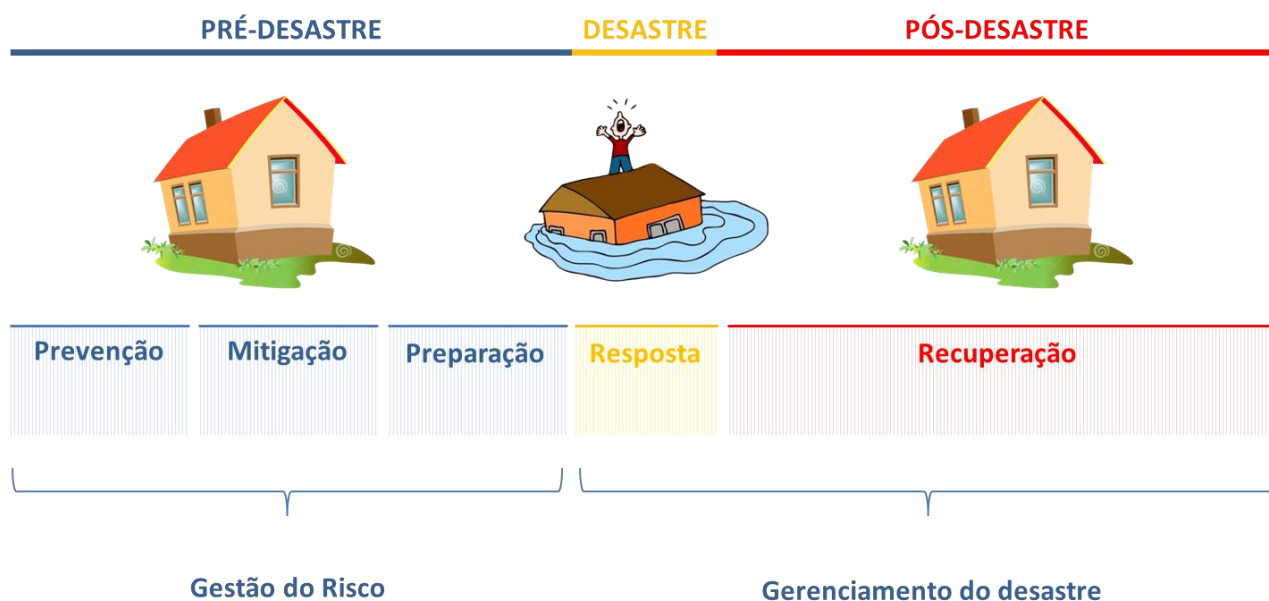 PRÉ-DESASTRE
DESASTRE
PÓS-DESASTRE
Prevenção
Mitigação
Preparação
Resposta
Recuperação
Gestão do Risco
Gerenciamento do desastre